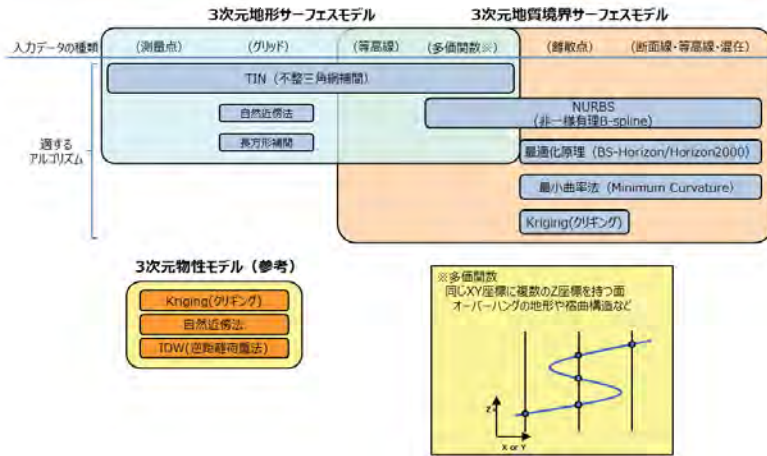 3次元地形サーフェスモデル
3次元地質境界サーフェスモデル
入力データの種類
(測量点)
(グリッド)
(等高線)
(多価関数※)
(離散点)
(断面線・等高線・混在)
TIN(不整三角網補間)
自然近傍法
NURBS
(非一様有理B-spline)
適する
アルゴリズム
長方形補間
最適化原理(BS-Horizon/Horizon2000)
最小曲率法(Minimum Curvature)
Kriging(クリギング)
3次元物性モデル(参考)
Kriging(クリギング)
自然近傍法
IDW(逆距離荷重法)
※多価関数
同じXY座標に複数のZ座標を持つ面
オーバーハングの地形や褶曲構造など
Z
X or Y